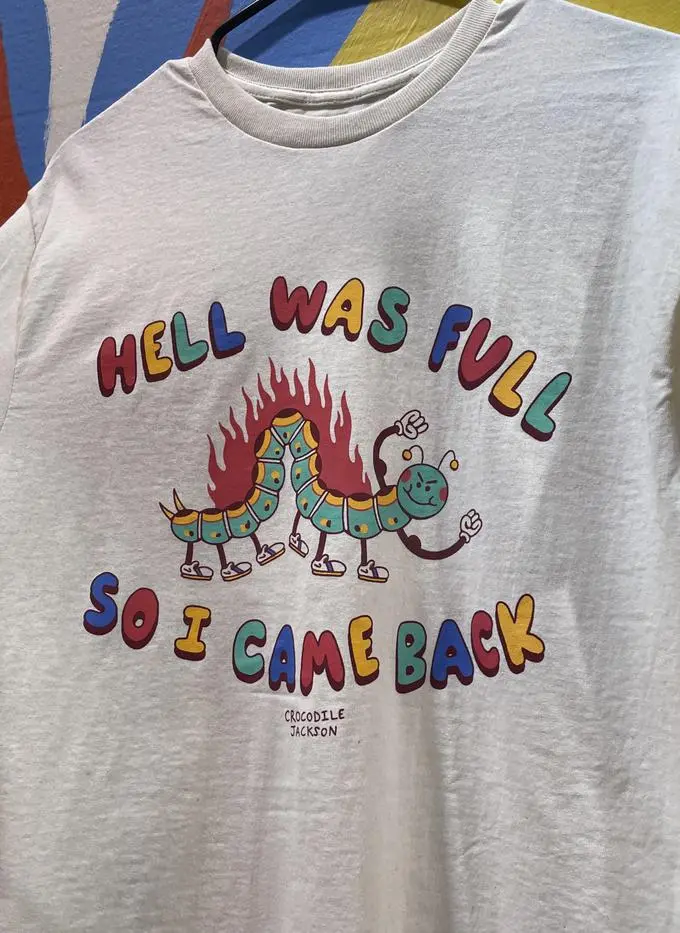 HELL WAS FULL
SO I CAME BACK
CROCODILE
JACKSON